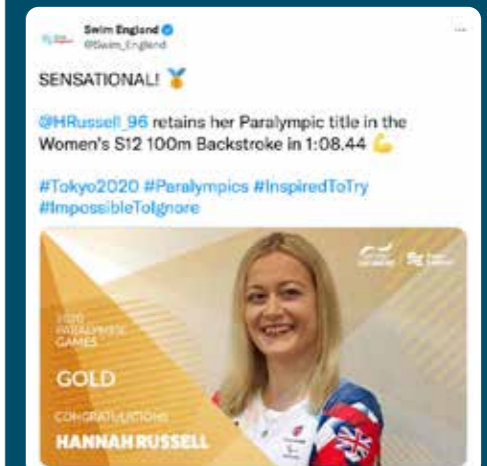 Swim England
@Swim_England
SENSATIONAL! 🏅
@HRussell_96 retains her Paralympic title in the
Women's S12 100m Backstroke in 1:08.44 💪
#Tokyo2020 #Paralympics #InspiredToTry
#ImpossibleToIgnore
2020
PARALYMPIC
GAMES
GOLD
CONGRATULATIONS
HANNAH RUSSELL